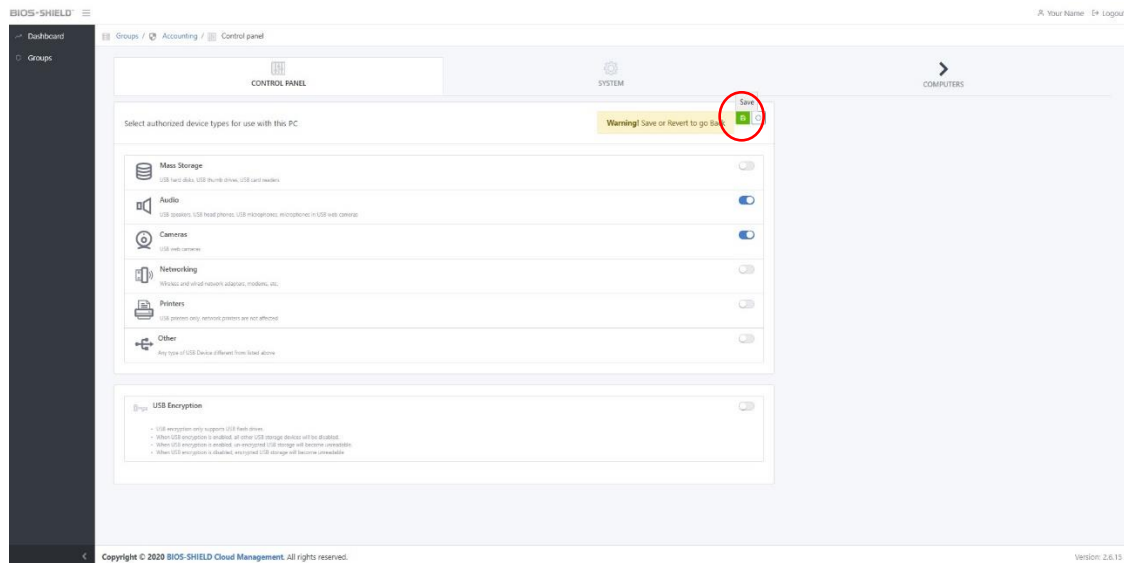 BIOS-SHIELD
Your Name Logout
Dashboard
Groups
Groups / Accounting / Control panel
CONTROL PANEL
SYSTEM
COMPUTERS
Save
Select authorized device types for use with this PC
Warning! Save or Revert to go Back
Mass Storage
USB hard disks, USB thumb drives, USB card readers
Audio
USB speakers, USB head phones, USB microphones, microphones in USB web cameras
Cameras
USB web cameras
Networking
Wireless and wired network adapters, modems, etc.
Printers
USB printers only, network printers are not affected
Other
Any type of USB Device different from listed above
USB Encryption
USB encryption only supports USB flash drives.
When USB encryption is enabled, all other USB storage devices will be disabled.
When USB encryption is enabled, un-encrypted USB storage will become unreadable.
When USB encryption is disabled, encrypted USB storage will become unreadable.
Copyright © 2020 BIOS-SHIELD Cloud Management. All rights reserved.
Version: 2.6.15